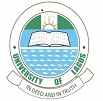 UNIVERSITY OF LAGOS
IN DEED AND IN TRUTH